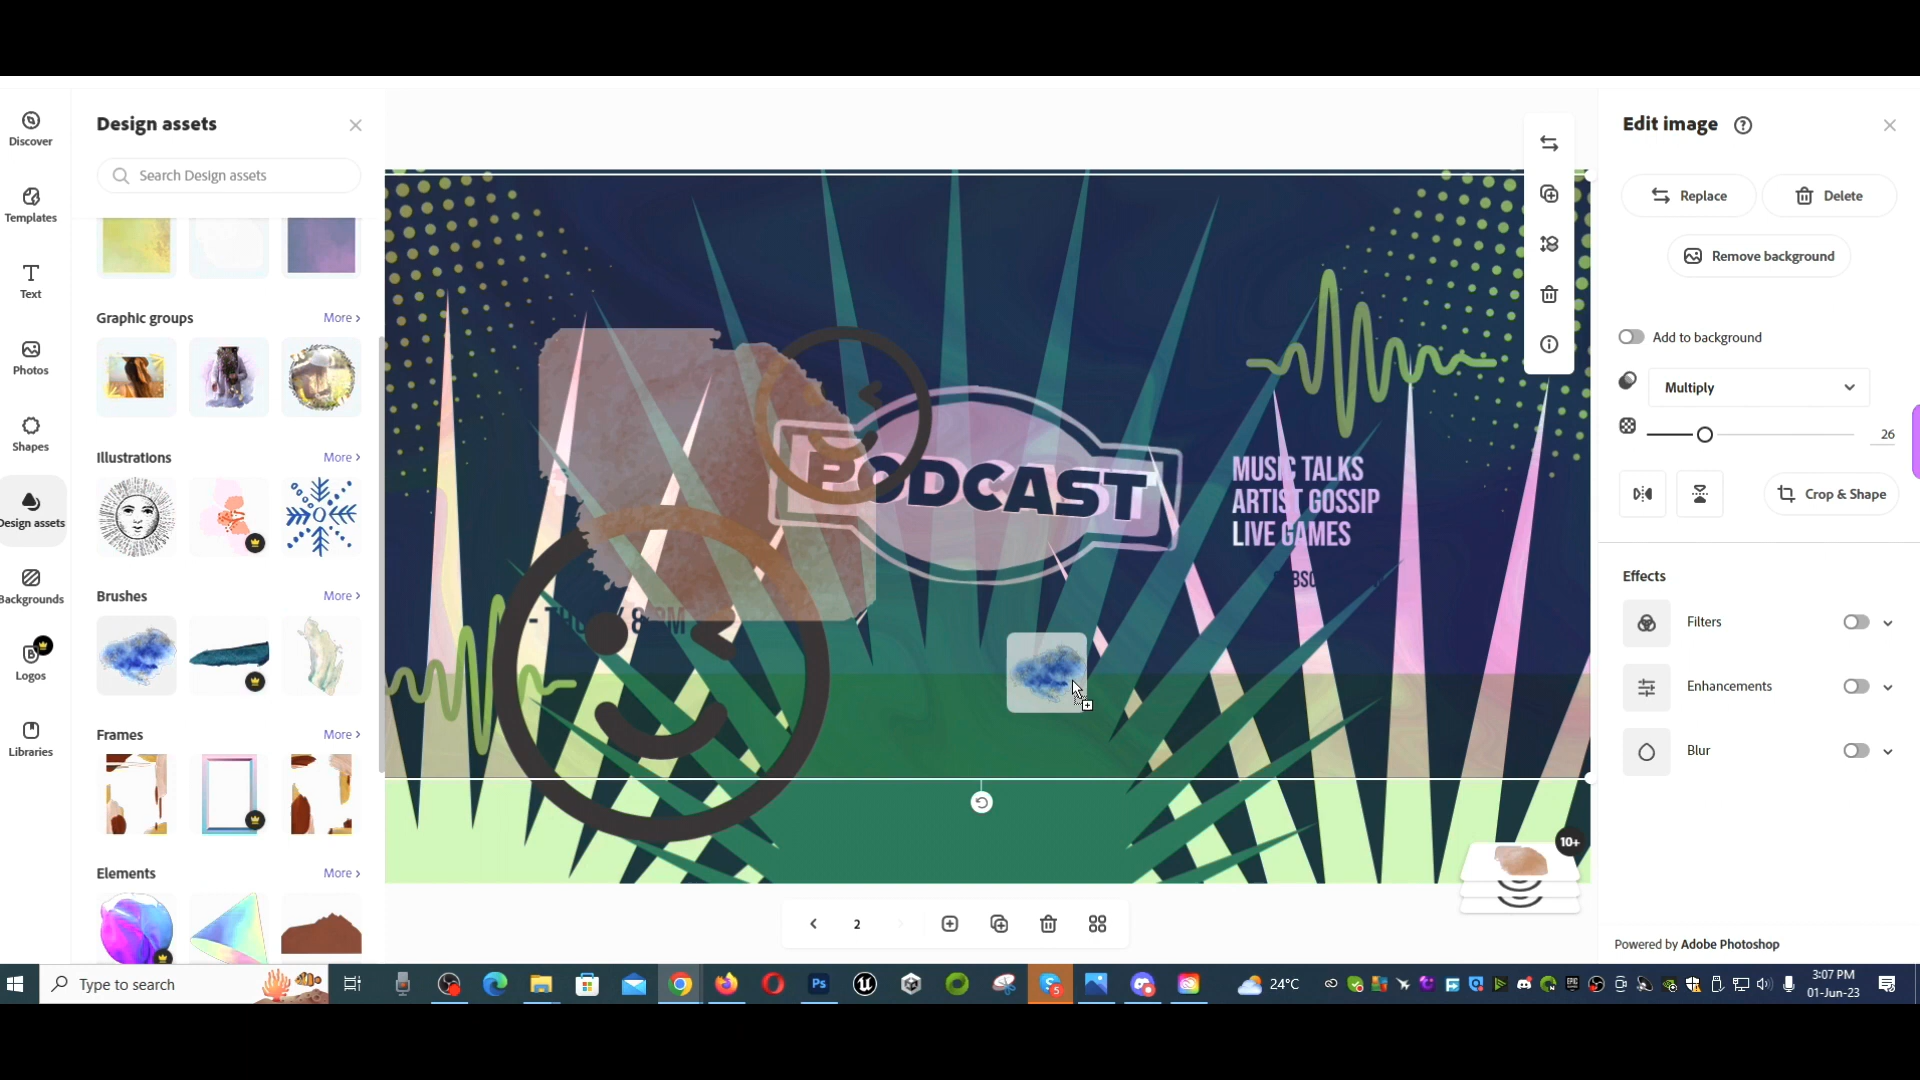 Discover
Templates
Text
Photos
Shapes
Design assets
Backgrounds
Logos
Libraries
Design assets
Search Design assets
Graphic groups
More
Illustrations
More
Brushes
More
Frames
More
Elements
More
PODCAST
MUSIC TALKS
ARTIST GOSSIP
LIVE GAMES
2
10+
Edit image
Replace
Delete
Remove background
Add to background
Multiply
26
Crop & Shape
Effects
Filters
Enhancements
Blur
Powered by Adobe Photoshop
Type to search
Ps
5
24°C
3:07 PM
01-Jun-23